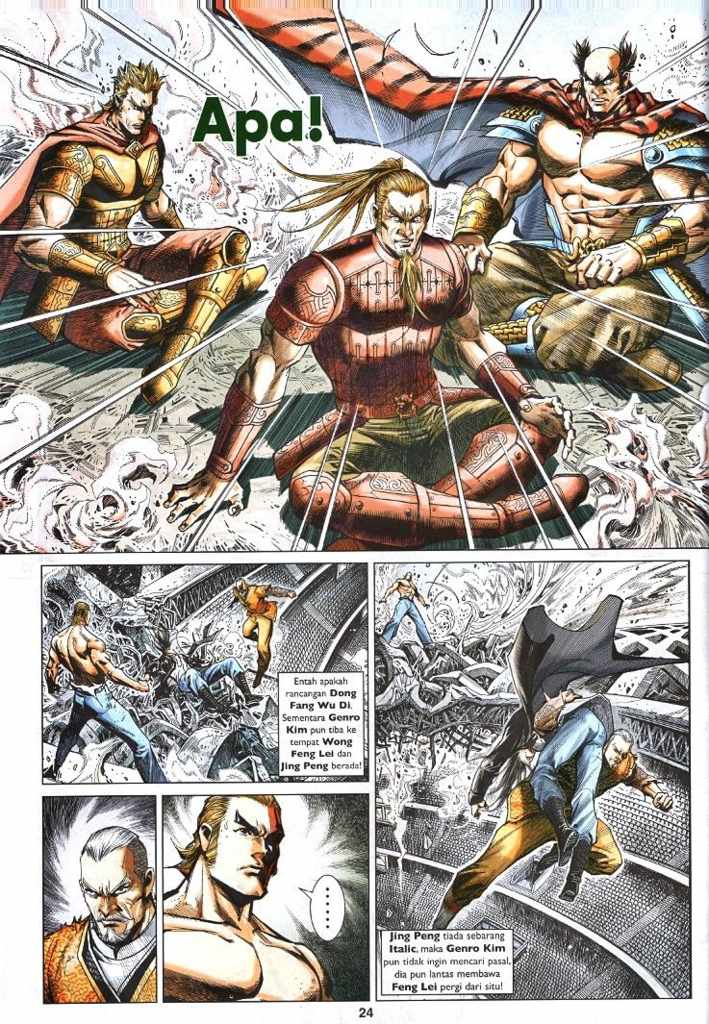 Apa!
Entah apakah
rancangan Dong
Fang Wu Di.
Sementara Genro
Kim pun tiba ke
tempat Wong
Feng Lei dan
Jing Peng berada!
......
Jing Peng tiada sebarang
Italic, maka Genro Kim
pun tidak ingin mencari pasal,
dia pun lantas membawa
Feng Lei pergi dari situ!
24